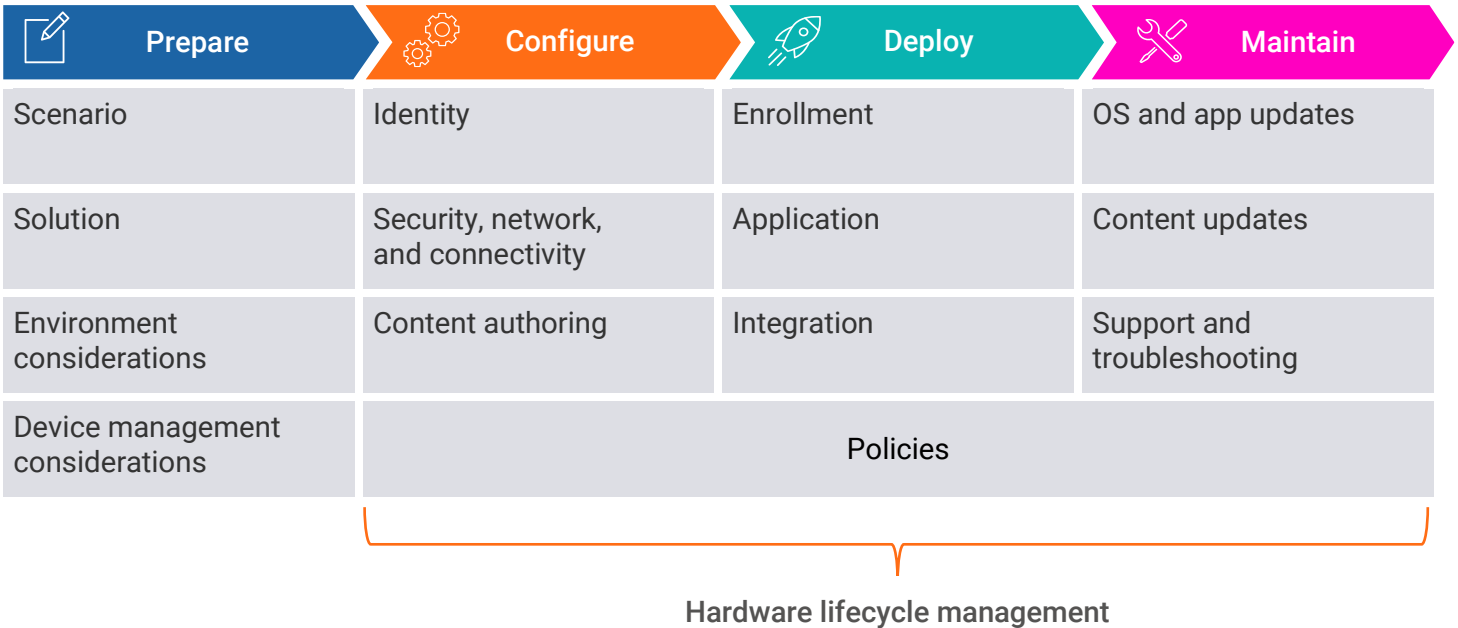 Prepare
Configure
Deploy
Maintain
Scenario
Identity
Enrollment
OS and app updates
Solution
Security, network,
and connectivity
Application
Content updates
Environment
considerations
Content authoring
Integration
Support and
troubleshooting
Device management
considerations
Policies
Hardware lifecycle management